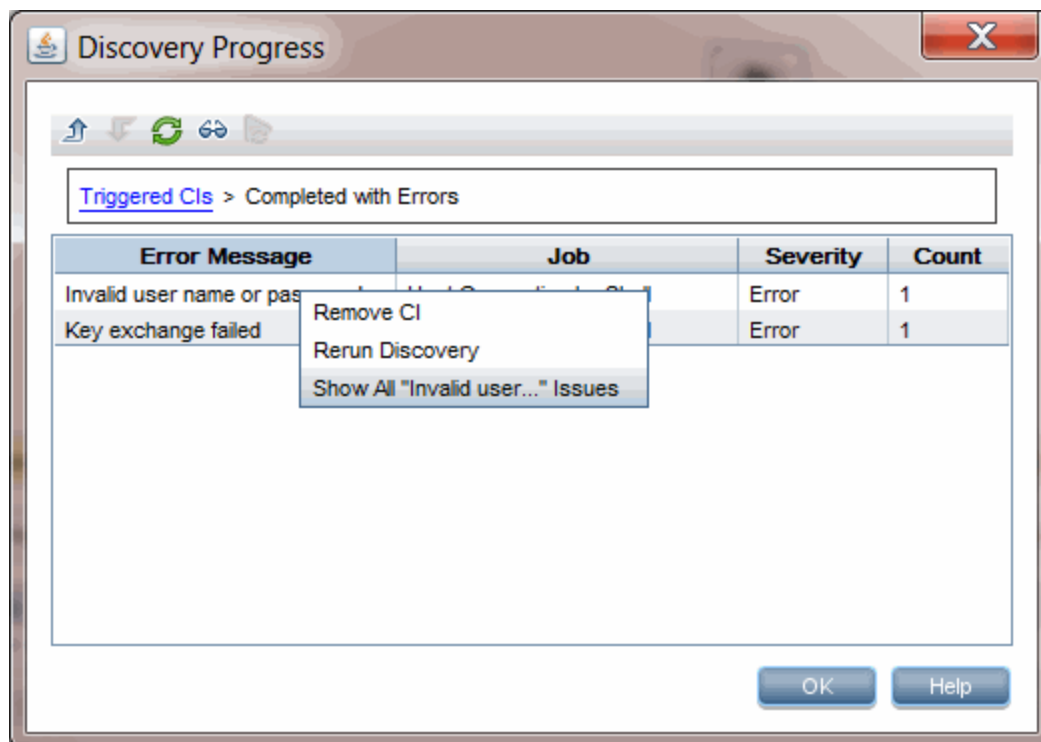 Discovery Progress
Triggered CIs > Completed with Errors
Error Message Job Severity Count
Invalid user name or Error 1
Key exchange failed Error 1
Remove CI
Rerun Discovery
Show All "Invalid user..." Issues
OK Help